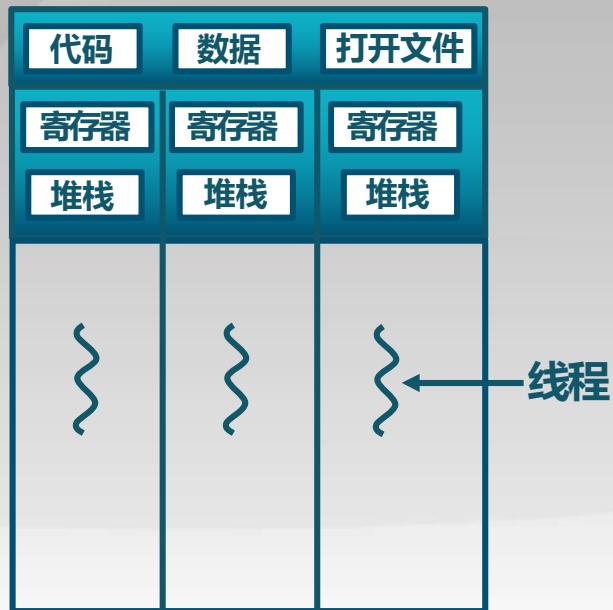 代码 数据 打开文件
寄存器 寄存器 寄存器
堆栈 堆栈 堆栈
线程